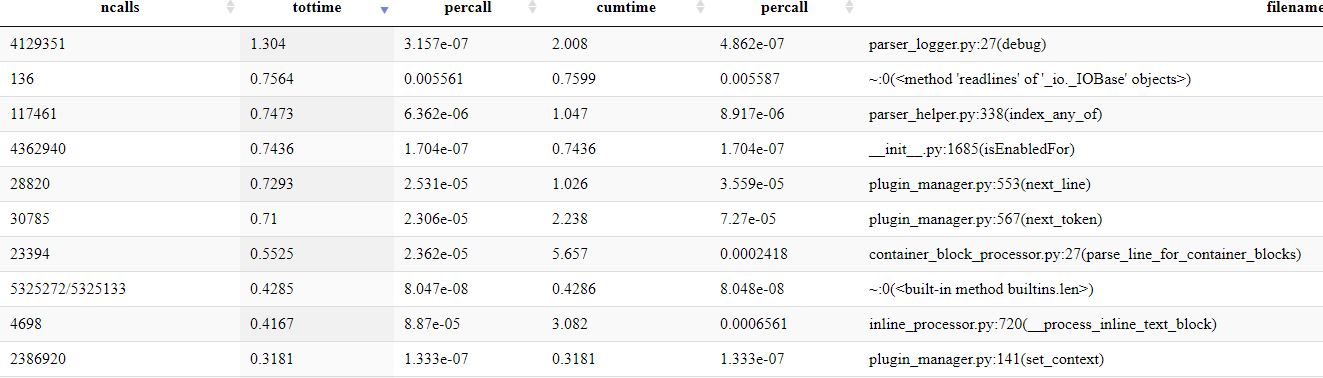 ncalls tottime percall cumtime percall filename
4129351 1.304 3.157e-07 2.008 4.862e-07 parser_logger.py:27(debug)
136 0.7564 0.005561 0.7599 0.005587 ~:0(<method 'readlines' of '_io._IOBase' objects>)
117461 0.7473 6.362e-06 1.047 8.917e-06 parser_helper.py:338(index_any_of)
4362940 0.7436 1.704e-07 0.7436 1.704e-07 __init__.py:1685(isEnabledFor)
28820 0.7293 2.531e-05 1.026 3.559e-05 plugin_manager.py:553(next_line)
30785 0.71 2.306e-05 2.238 7.27e-05 plugin_manager.py:567(next_token)
23394 0.5525 2.362e-05 5.657 0.0002418 container_block_processor.py:27(parse_line_for_container_blocks)
5325272/5325133 0.4285 8.047e-08 0.4286 8.048e-08 ~:0(<built-in method builtins.len>)
4698 0.4167 8.87e-05 3.082 0.0006561 inline_processor.py:720(__process_inline_text_block)
2386920 0.3181 1.333e-07 0.3181 1.333e-07 plugin_manager.py:141(set_context)